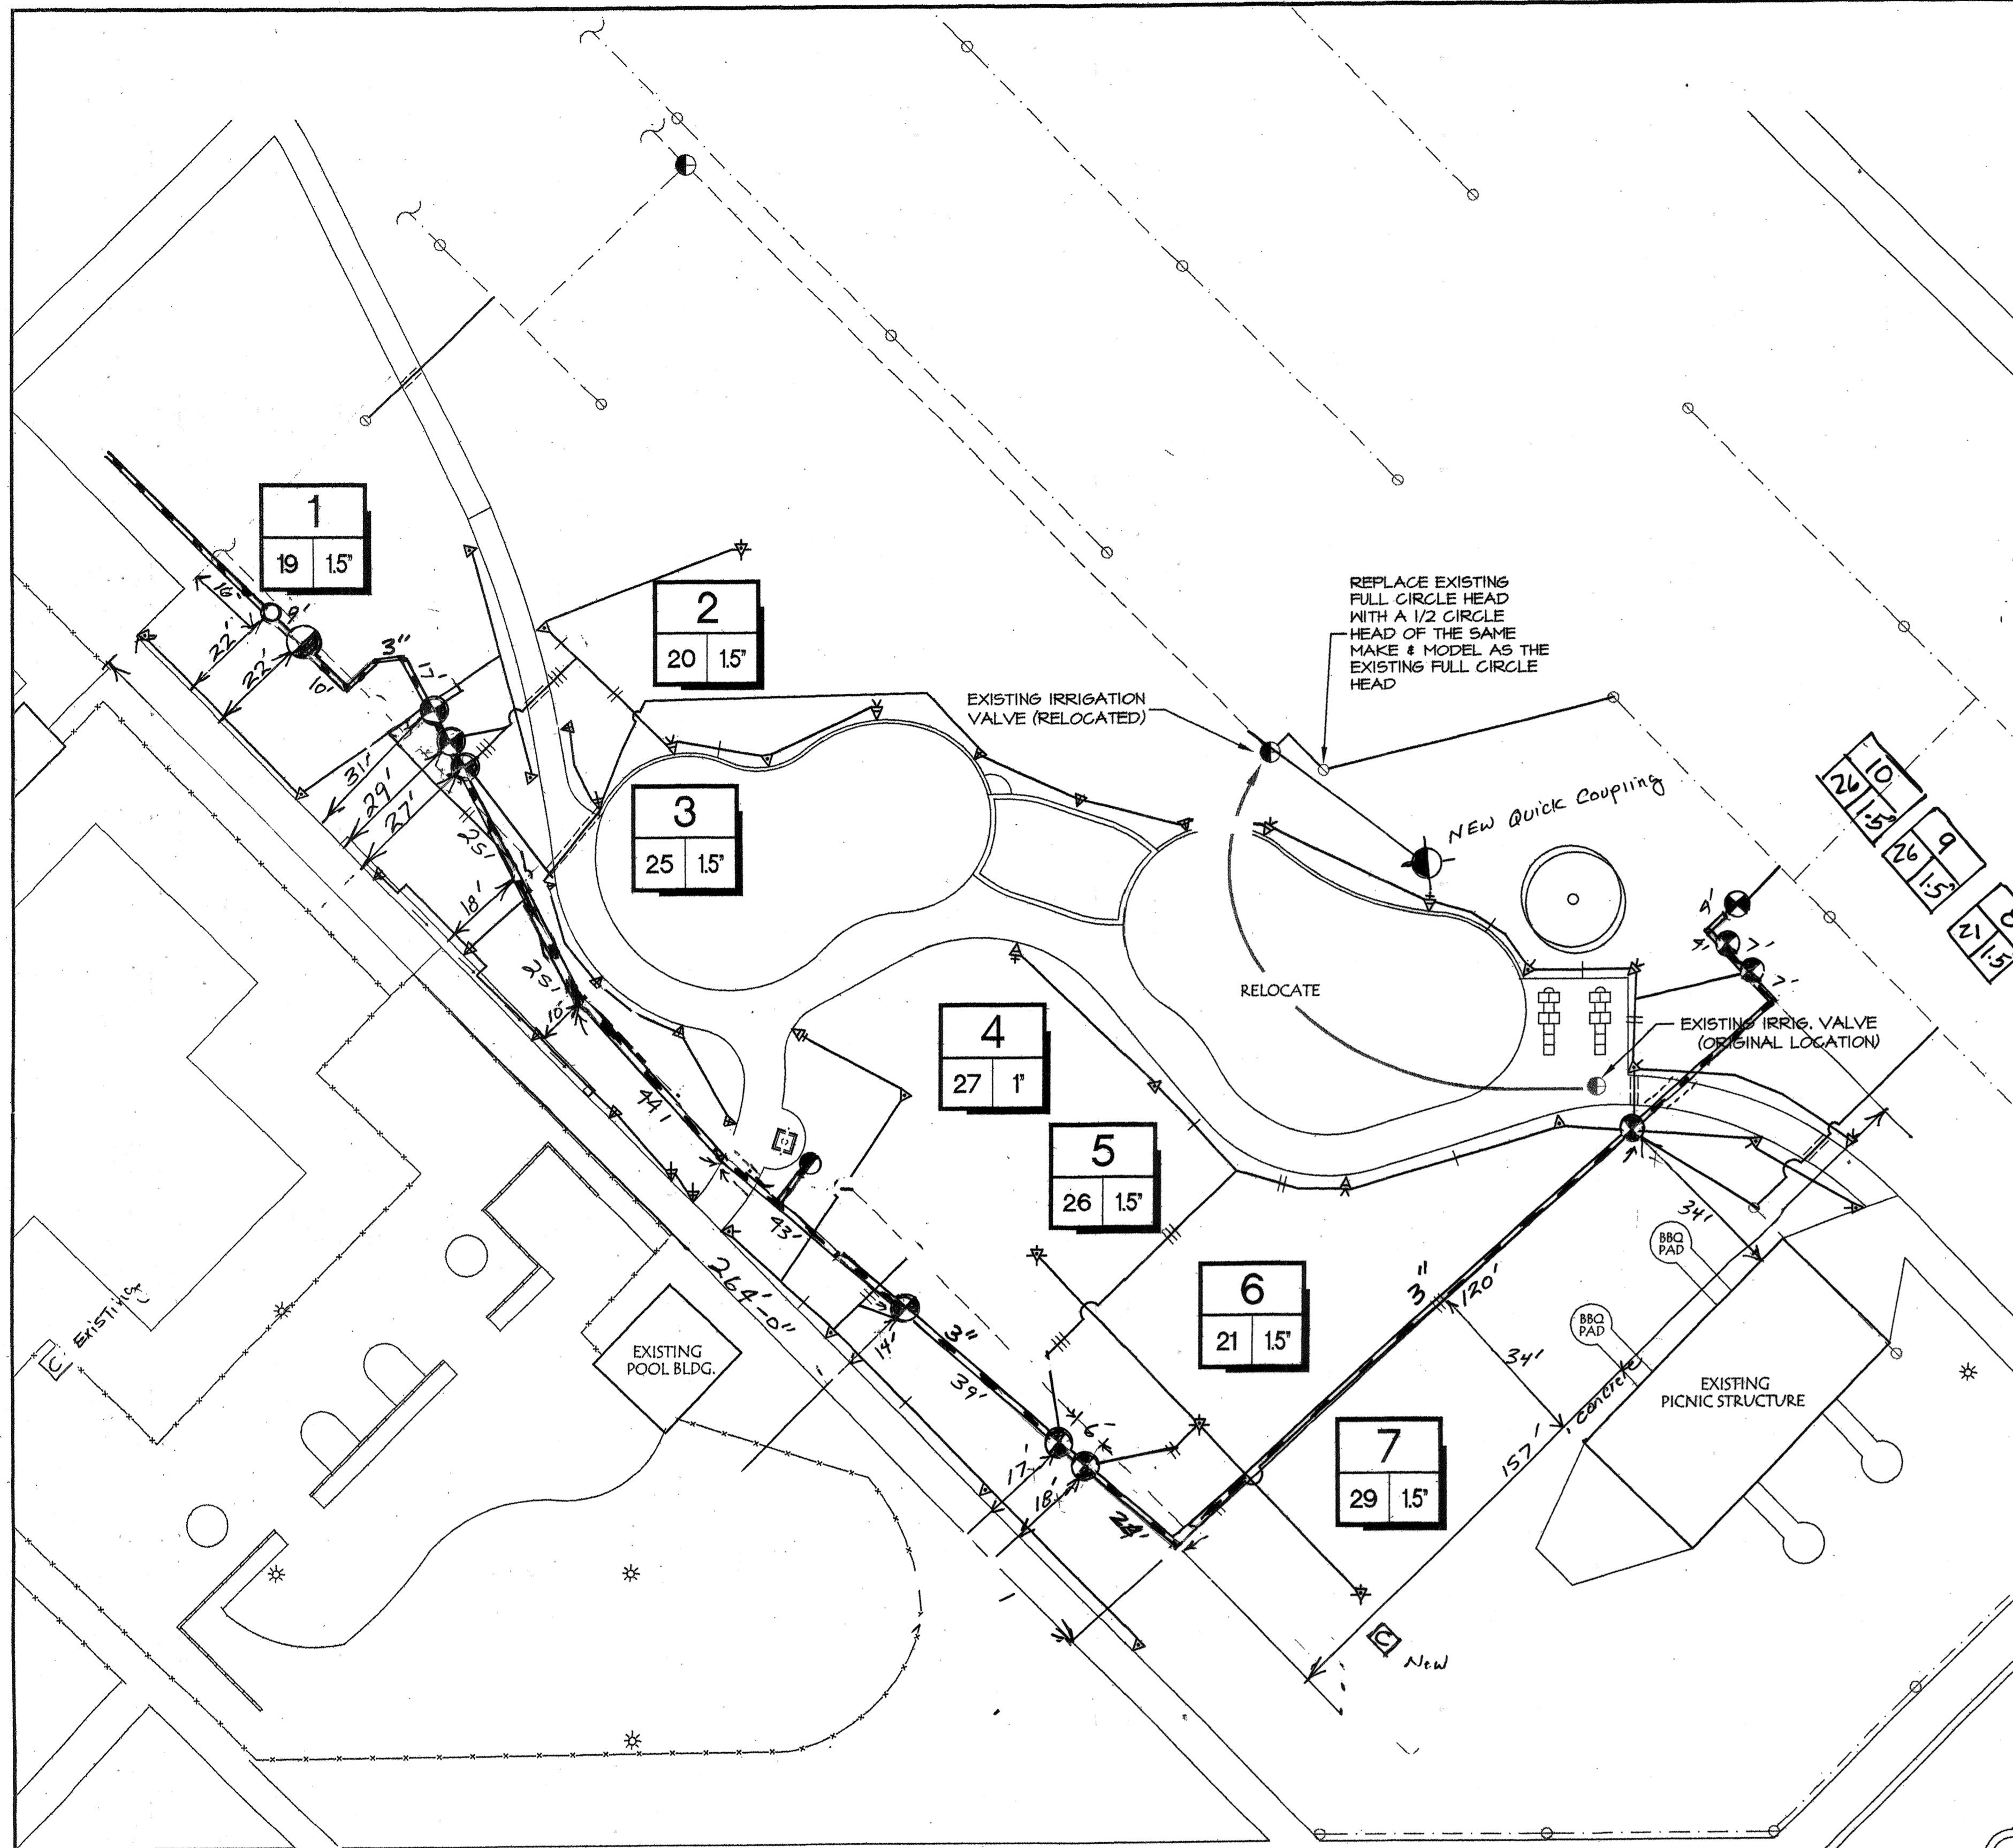 1
19 1.5"
16'
9'
22'
22'
10'
3"
17'
2
20 1.5"
REPLACE EXISTING
FULL CIRCLE HEAD
WITH A 1/2 CIRCLE
HEAD OF THE SAME
MAKE & MODEL AS THE
EXISTING FULL CIRCLE
HEAD
EXISTING IRRIGATION
VALVE (RELOCATED)
31'
29'
27'
25'
18'
25'
10'
3
25 1.5"
NEW Quick Coupling
10
26 1.5"
9
26 1.5"
21 1.5
7'
7'
RELOCATE
EXISTING IRRIG. VALVE
(ORIGINAL LOCATION)
4
27 1"
44'
5
26 1.5"
43'
264'-0"
34'
BBQ
PAD
6
21 1.5"
3"
120'
Existing
C
EXISTING
POOL BLDG.
14'
3"
39'
34'
BBQ
PAD
concrete
EXISTING
PICNIC STRUCTURE
157'
7
29 1.5"
17'
18'
24'
C
New